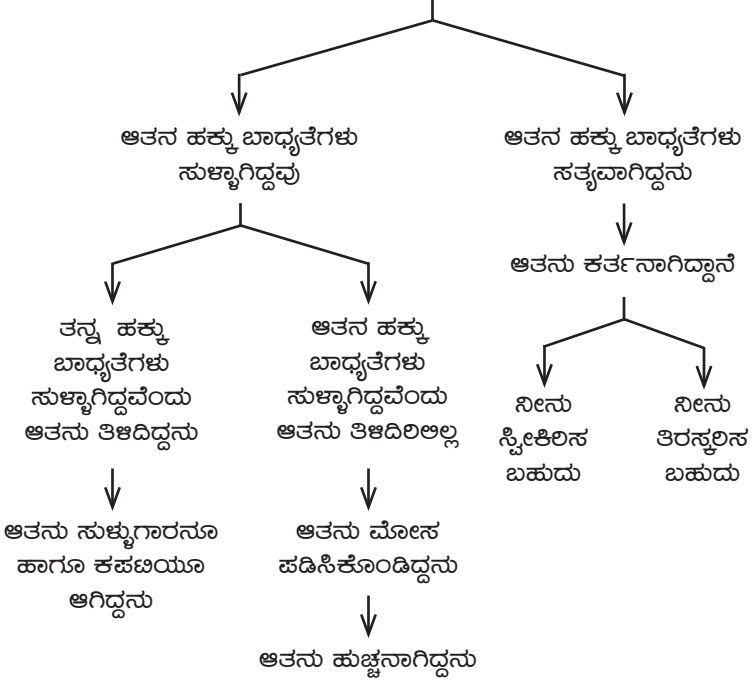 ಆತನ ಹಕ್ಕು ಬಾಧ್ಯತೆಗಳು
ಸುಳ್ಳಾಗಿದ್ದವು
ಆತನ ಹಕ್ಕು ಬಾಧ್ಯತೆಗಳು
ಸತ್ಯವಾಗಿದ್ದನು
ಆತನು ಕರ್ತನಾಗಿದ್ದಾನೆ
ತನ್ನ ಹಕ್ಕು
ಬಾಧ್ಯತೆಗಳು
ಸುಳ್ಳಾಗಿದ್ದವೆಂದು
ಆತನು ತಿಳಿದಿದ್ದನು
ಆತನ ಹಕ್ಕು
ಬಾಧ್ಯತೆಗಳು
ಸುಳ್ಳಾಗಿದ್ದವೆಂದು
ಆತನು ತಿಳಿದಿರಲಿಲ್ಲ
ನೀನು
ಸ್ವೀಕಿರಿಸ
ಬಹುದು
ನೀನು
ತಿರಸ್ಕರಿಸ
ಬಹುದು
ಆತನು ಸುಳ್ಳುಗಾರನೂ
ಹಾಗೂ ಕಪಟಿಯೂ
ಆಗಿದ್ದನು
ಆತನು ಮೋಸ
ಪಡಿಸಿಕೊಂಡಿದ್ದನು
ಆತನು ಹುಚ್ಚನಾಗಿದ್ದನು